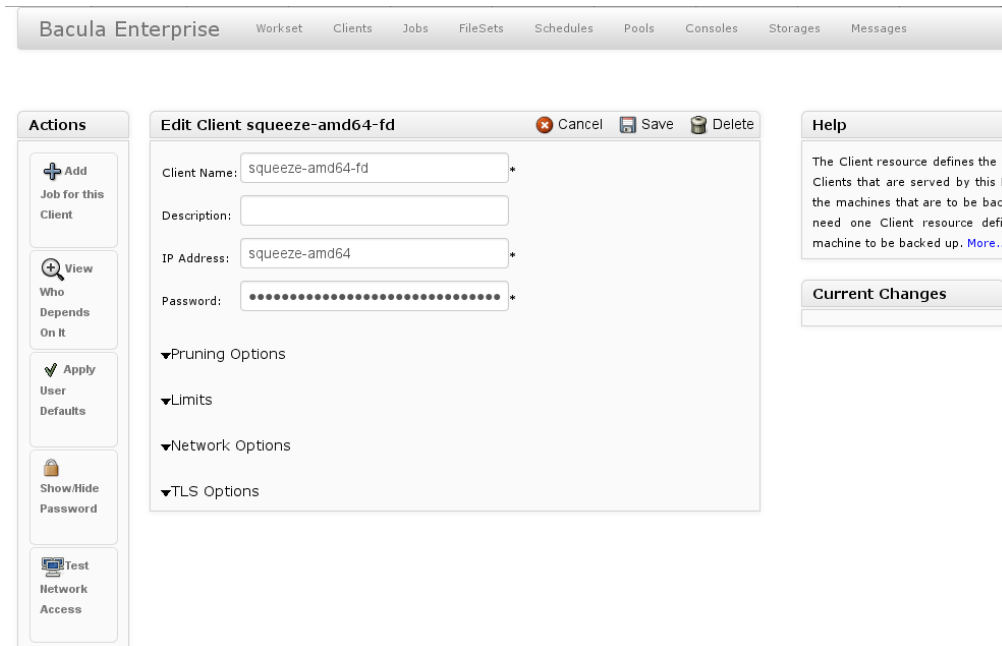 Bacula Enterprise Workset Clients Jobs FileSets Schedules Pools Consoles Storages Messages
Actions
Add
Job for this
Client
View
Who
Depends
On It
Apply
User
Defaults
Show/Hide
Password
Test
Network
Access
Edit Client squeeze-amd64-fd Cancel Save Delete
Client Name: squeeze-amd64-fd *
Description:
IP Address: squeeze-amd64 *
Password: ●●●●●●●●●●●●●●●●●●●●●●●●●●●●●●● *
Pruning Options
Limits
Network Options
TLS Options
Help
The Client resource defines the
Clients that are served by this
the machines that are to be
need one Client resource
machine to be backed up. More..
Current Changes